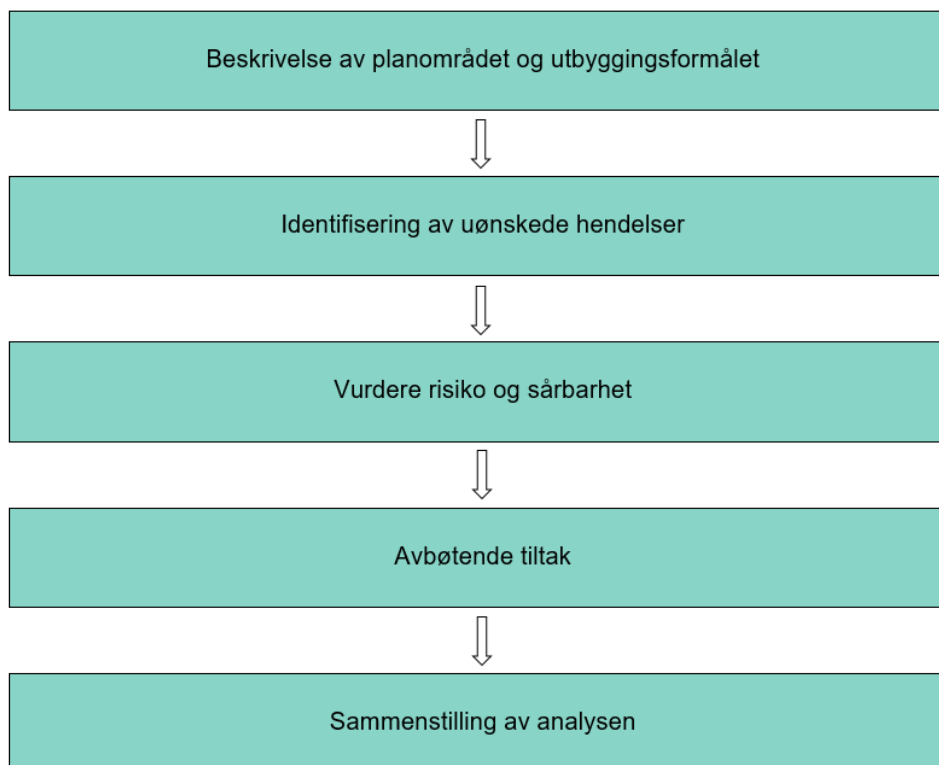 Beskrivelse av planområdet og utbyggingsformålet
Identifisering av uønskede hendelser
Vurdere risiko og sårbarhet
Avbøtende tiltak
Sammenstilling av analysen